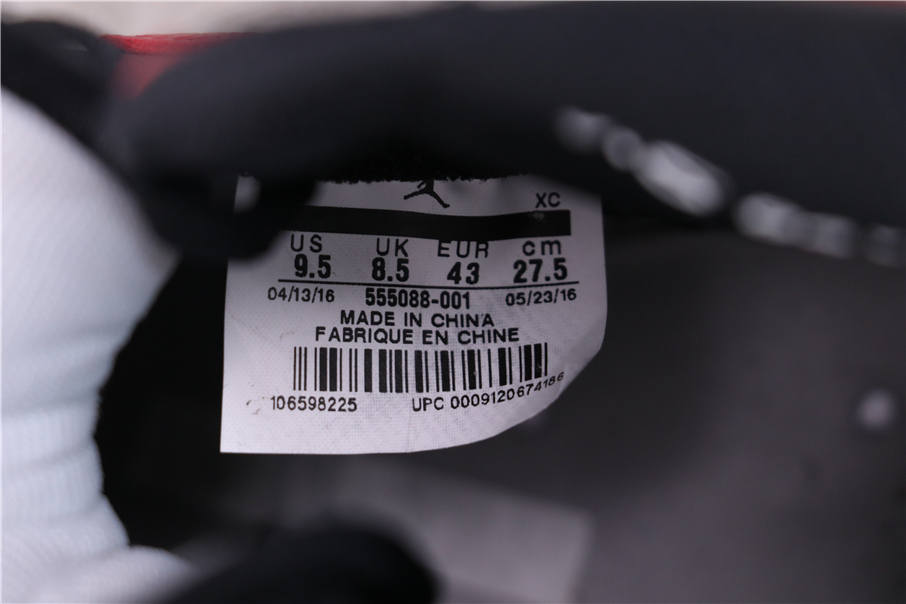 XC
US UK EUR cm
9.5 8.5 43 27.5
04/13/16 555088-001 05/23/16
MADE IN CHINA
FABRIQUE EN CHINE
106598225 UPC 0009120674186